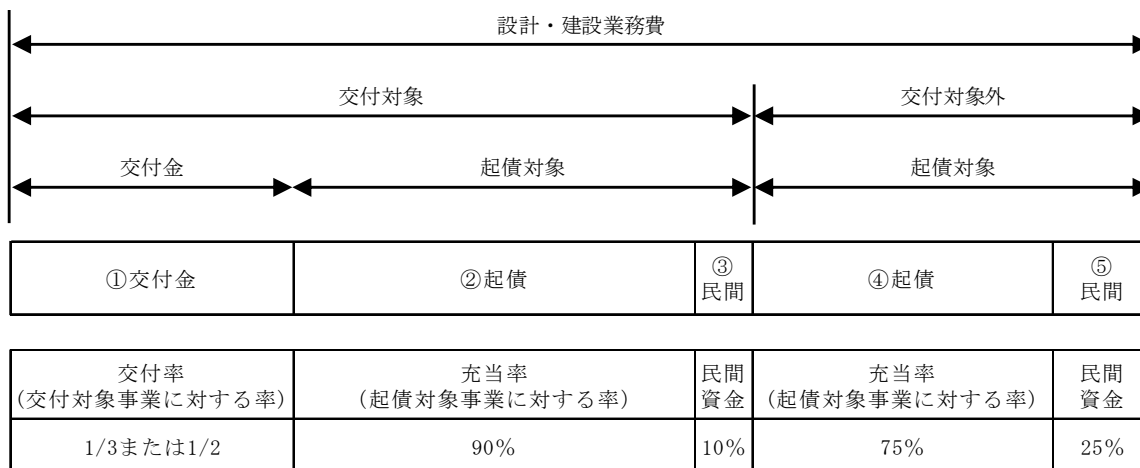 設計・建設業務費
交付対象
交付対象外
交付金
起債対象
起債対象
①交付金
②起債
③
民間
④起債
⑤
民間
交付率
(交付対象事業に対する率)
充当率
(起債対象事業に対する率)
民間
資金
充当率
(起債対象事業に対する率)
民間
資金
1/3または1/2
90%
10%
75%
25%